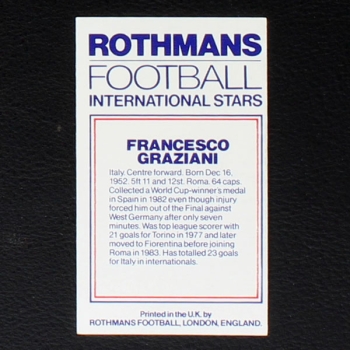 ROTHMANS
FOOTBALL
INTERNATIONAL STARS
FRANCESCO
GRAZIANI
Italy. Centre forward. Born Dec 16,
1952. 5ft 11 and 12st. Roma. 64 caps.
Collected a World Cup-winner's medal
in Spain in 1982 even though injury
forced him out of the Final against
West Germany after only seven
minutes. Was top league scorer with
21 goals for Torino in 1977 and later
moved to Fiorentina before joining
Roma in 1983. Has totalled 23 goals
for Italy in internationals.
Printed in the U.K. by
ROTHMANS FOOTBALL, LONDON, ENGLAND.